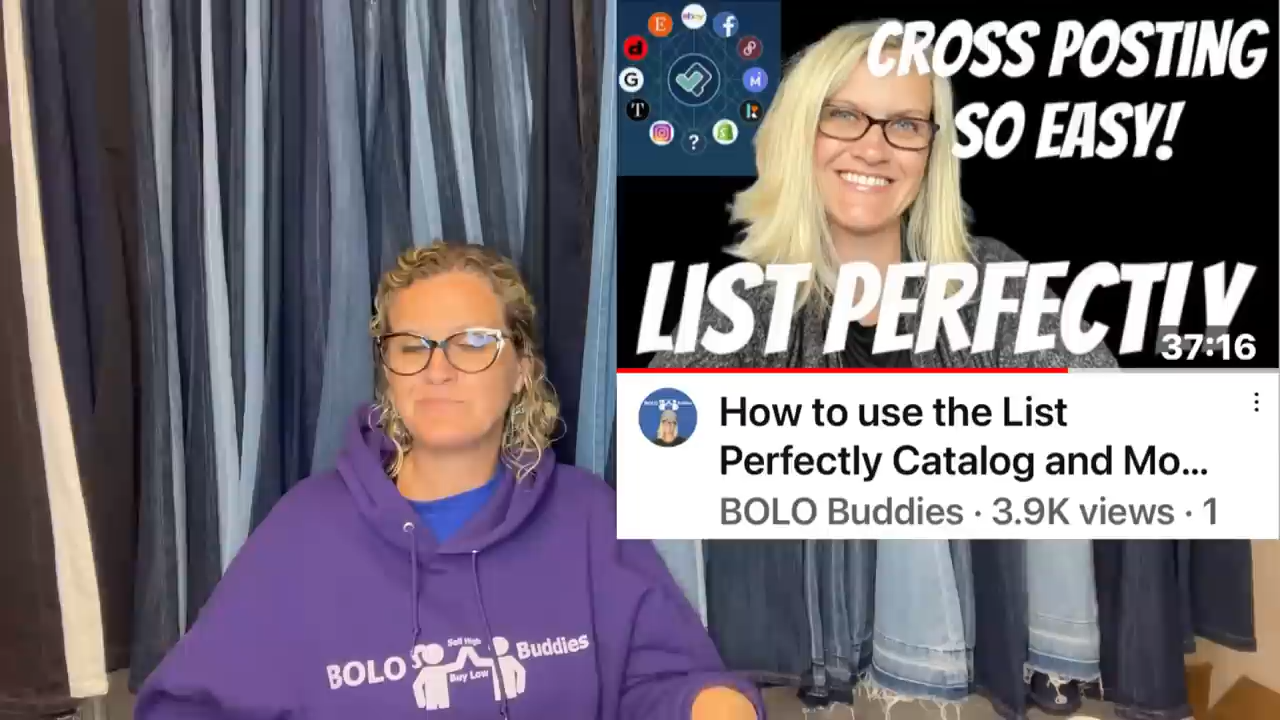 ebay
E
f
d
G
M
T
?
CROSS POSTING
SO EASY!
LIST PERFECTLY
37:16
How to use the List
Perfectly Catalog and Mo...
BOLO Buddies · 3.9K views · 1
BOLO Buddies
Sell High
Buy Low